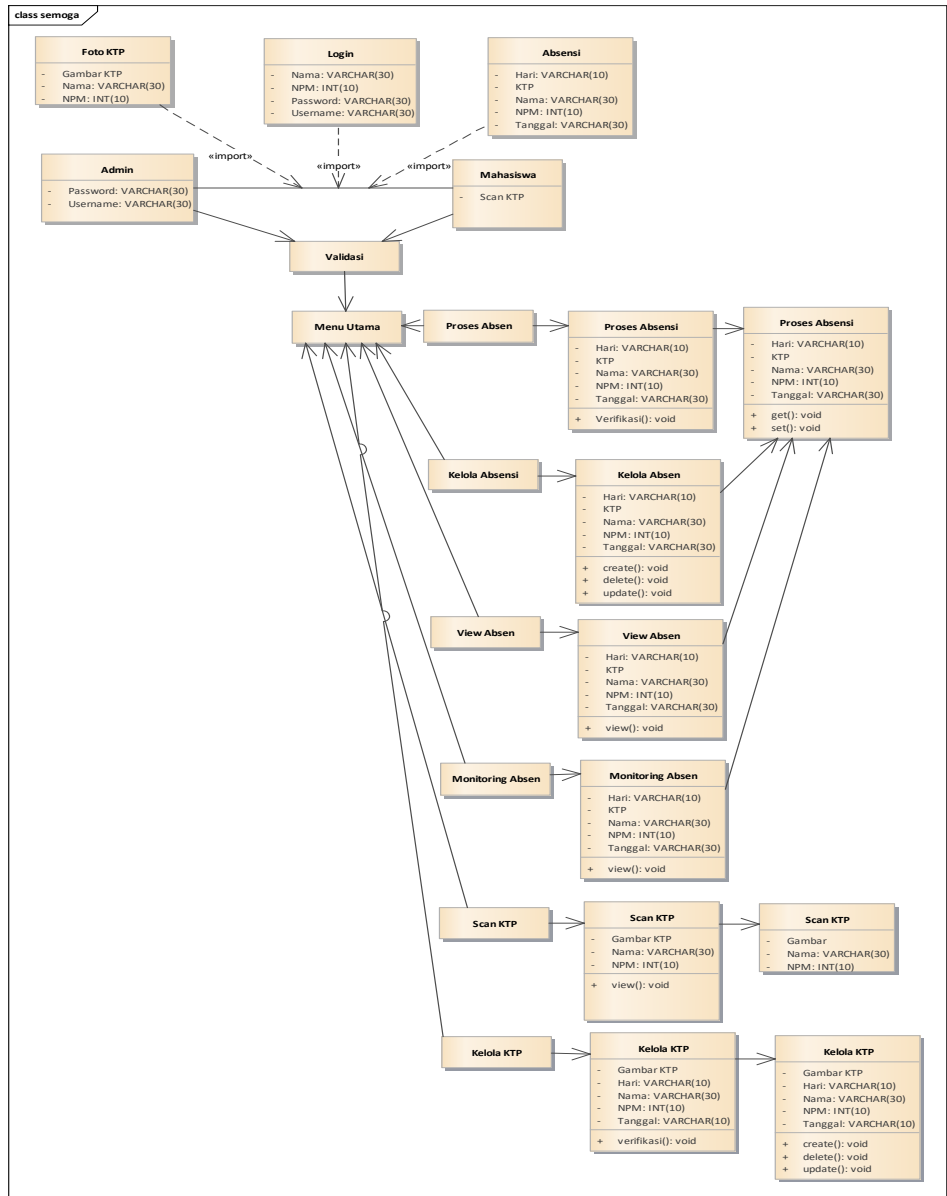 class semoga
Foto KTP
- Gambar KTP
- Nama: VARCHAR(30)
- NPM: INT(10)
Login
- Nama: VARCHAR(30)
- NPM: INT(10)
- Password: VARCHAR(30)
- Username: VARCHAR(30)
Absensi
- Hari: VARCHAR(10)
- KTP
- Nama: VARCHAR(30)
- NPM: INT(10)
- Tanggal: VARCHAR(30)
«import»
«import»
«import»
Admin
- Password: VARCHAR(30)
- Username: VARCHAR(30)
Mahasiswa
- Scan KTP
Validasi
Menu Utama
Proses Absen
Proses Absensi
- Hari: VARCHAR(10)
- KTP
- Nama: VARCHAR(30)
- NPM: INT(10)
- Tanggal: VARCHAR(30)
+ Verifikasi(): void
Proses Absensi
- Hari: VARCHAR(10)
- KTP
- Nama: VARCHAR(30)
- NPM: INT(10)
- Tanggal: VARCHAR(30)
+ get(): void
+ set(): void
Kelola Absensi
Kelola Absen
- Hari: VARCHAR(10)
- KTP
- Nama: VARCHAR(30)
- NPM: INT(10)
- Tanggal: VARCHAR(30)
+ create(): void
+ delete(): void
+ update(): void
View Absen
View Absen
- Hari: VARCHAR(10)
- KTP
- Nama: VARCHAR(30)
- NPM: INT(10)
- Tanggal: VARCHAR(30)
+ view(): void
Monitoring Absen
Monitoring Absen
- Hari: VARCHAR(10)
- KTP
- Nama: VARCHAR(30)
- NPM: INT(10)
- Tanggal: VARCHAR(30)
+ view(): void
Scan KTP
Scan KTP
- Gambar KTP
- Nama: VARCHAR(30)
- NPM: INT(10)
+ view(): void
Scan KTP
- Gambar
- Nama: VARCHAR(30)
- NPM: INT(10)
Kelola KTP
Kelola KTP
- Gambar KTP
- Hari: VARCHAR(10)
- Nama: VARCHAR(30)
- NPM: INT(10)
- Tanggal: VARCHAR(10)
+ verifikasi(): void
Kelola KTP
- Gambar KTP
- Hari: VARCHAR(10)
- Nama: VARCHAR(30)
- NPM: INT(10)
- Tanggal: VARCHAR(10)
+ create(): void
+ delete(): void
+ update(): void